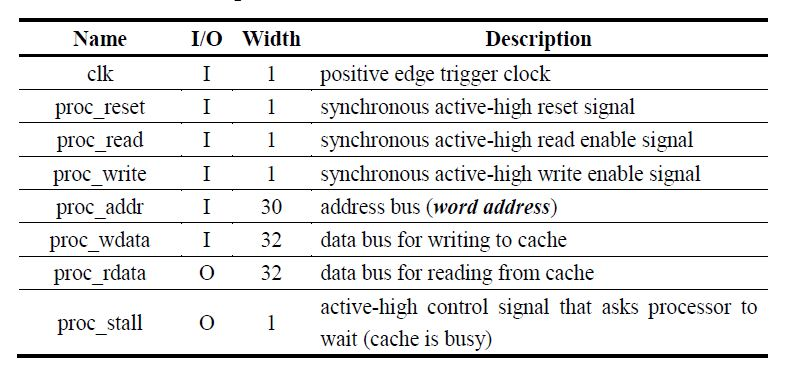 Name I/O Width Description
clk I 1 positive edge trigger clock
proc_reset I 1 synchronous active-high reset signal
proc_read I 1 synchronous active-high read enable signal
proc_write I 1 synchronous active-high write enable signal
proc_addr I 30 address bus (word address)
proc_wdata I 32 data bus for writing to cache
proc_rdata O 32 data bus for reading from cache
proc_stall O 1 active-high control signal that asks processor to
wait (cache is busy)